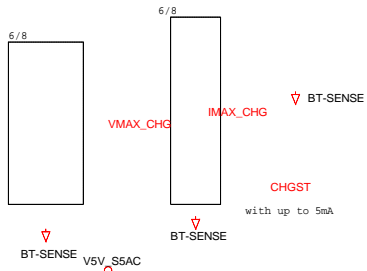 6/8
6/8
BT-SENSE
IMAX_CHG
VMAX_CHG
CHGST
with up to 5mA
BT-SENSE
BT-SENSE
V5V_S5AC